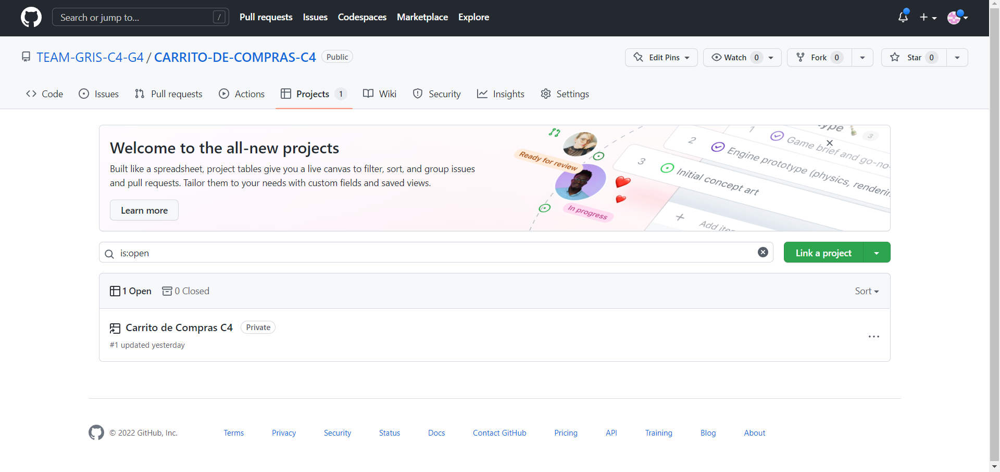 Search or jump to... /
Pull requests Issues Codespaces Marketplace Explore
TEAM-GRIS-C4-G4 / CARRITO-DE-COMPRAS-C4 Public
Edit Pins Watch 0 Fork 0 Star 0
Code Issues Pull requests Actions Projects 1 Wiki Security Insights Settings
Welcome to the all-new projects
Built like a spreadsheet, project tables give you a live canvas to filter, sort, and group issues
and pull requests. Tailor them to your needs with custom fields and saved views.
Learn more
Ready for review
In progress
3
1 Game brief and go-no-
2 Engine prototype (physics, renderin
3 Initial concept art
+ Add ite
is:open
Link a project
1 Open 0 Closed
Sort
Carrito de Compras C4 Private
#1 updated yesterday
© 2022 GitHub, Inc. Terms Privacy Security Status Docs Contact GitHub Pricing API Training Blog About